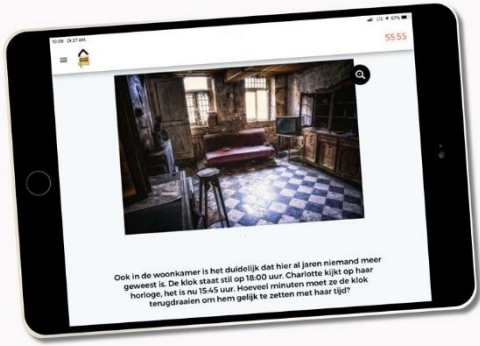 55:55
Ook in de woonkamer is het duidelijk dat hier al jaren niemand meer
geweest is. De klok staat stil op 18:00 uur. Charlotte kijkt op haar
horloge, het is nu 15:45 uur. Hoeveel minuten moet ze de klok
terugdraaien om hem gelijk te zetten met haar tijd?